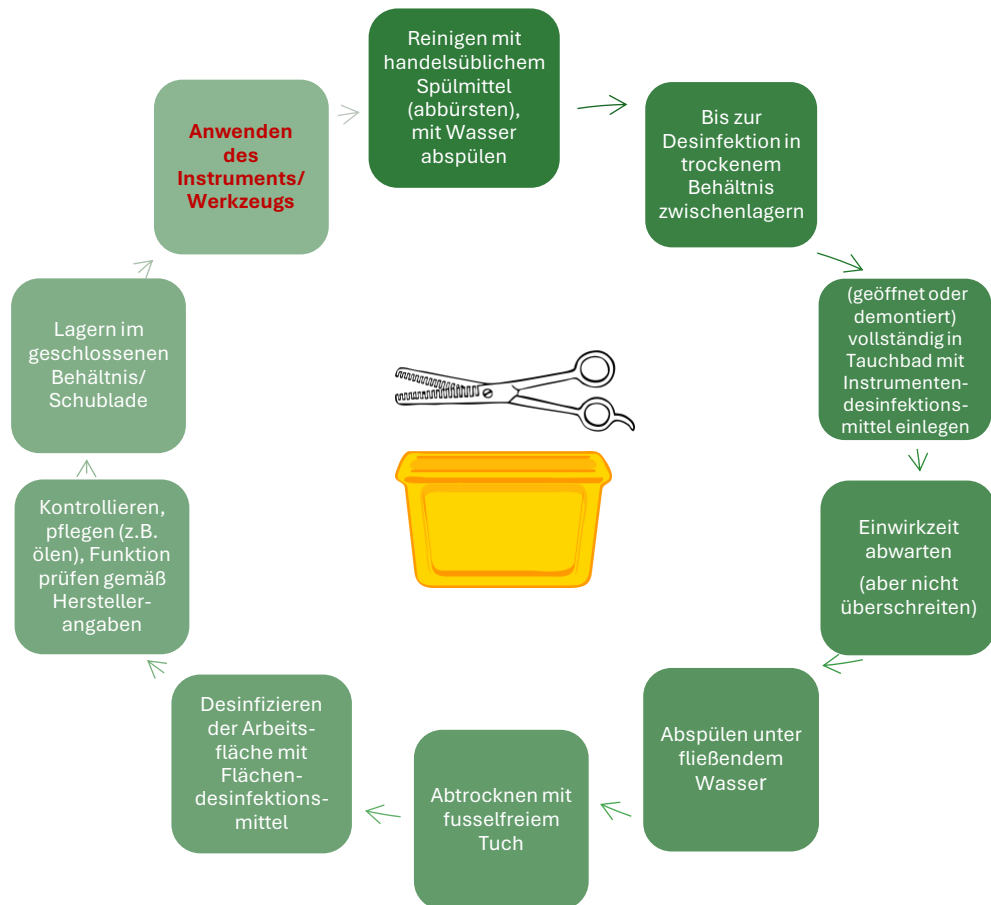 Anwenden
des
Instruments/
Werkzeugs
Reinigen mit
handelsüblichem
Spülmittel
(abbürsten),
mit Wasser
abspülen
Bis zur
Desinfektion in
trockenem
Behältnis
zwischenlagern
(geöffnet oder
demontiert)
vollständig in
Tauchbad mit
Instrumenten-
desinfektions-
mittel einlegen
Einwirkzeit
abwarten
(aber nicht
überschreiten)
Abspülen unter
fließendem
Wasser
Abtrocknen mit
fusselfreiem
Tuch
Desinfizieren
der Arbeits-
fläche mit
Flächen-
desinfektions-
mittel
Kontrollieren,
pflegen (z.B.
ölen), Funktion
prüfen gemäß
Hersteller-
angaben
Lagern im
geschlossenen
Behältnis/
Schublade